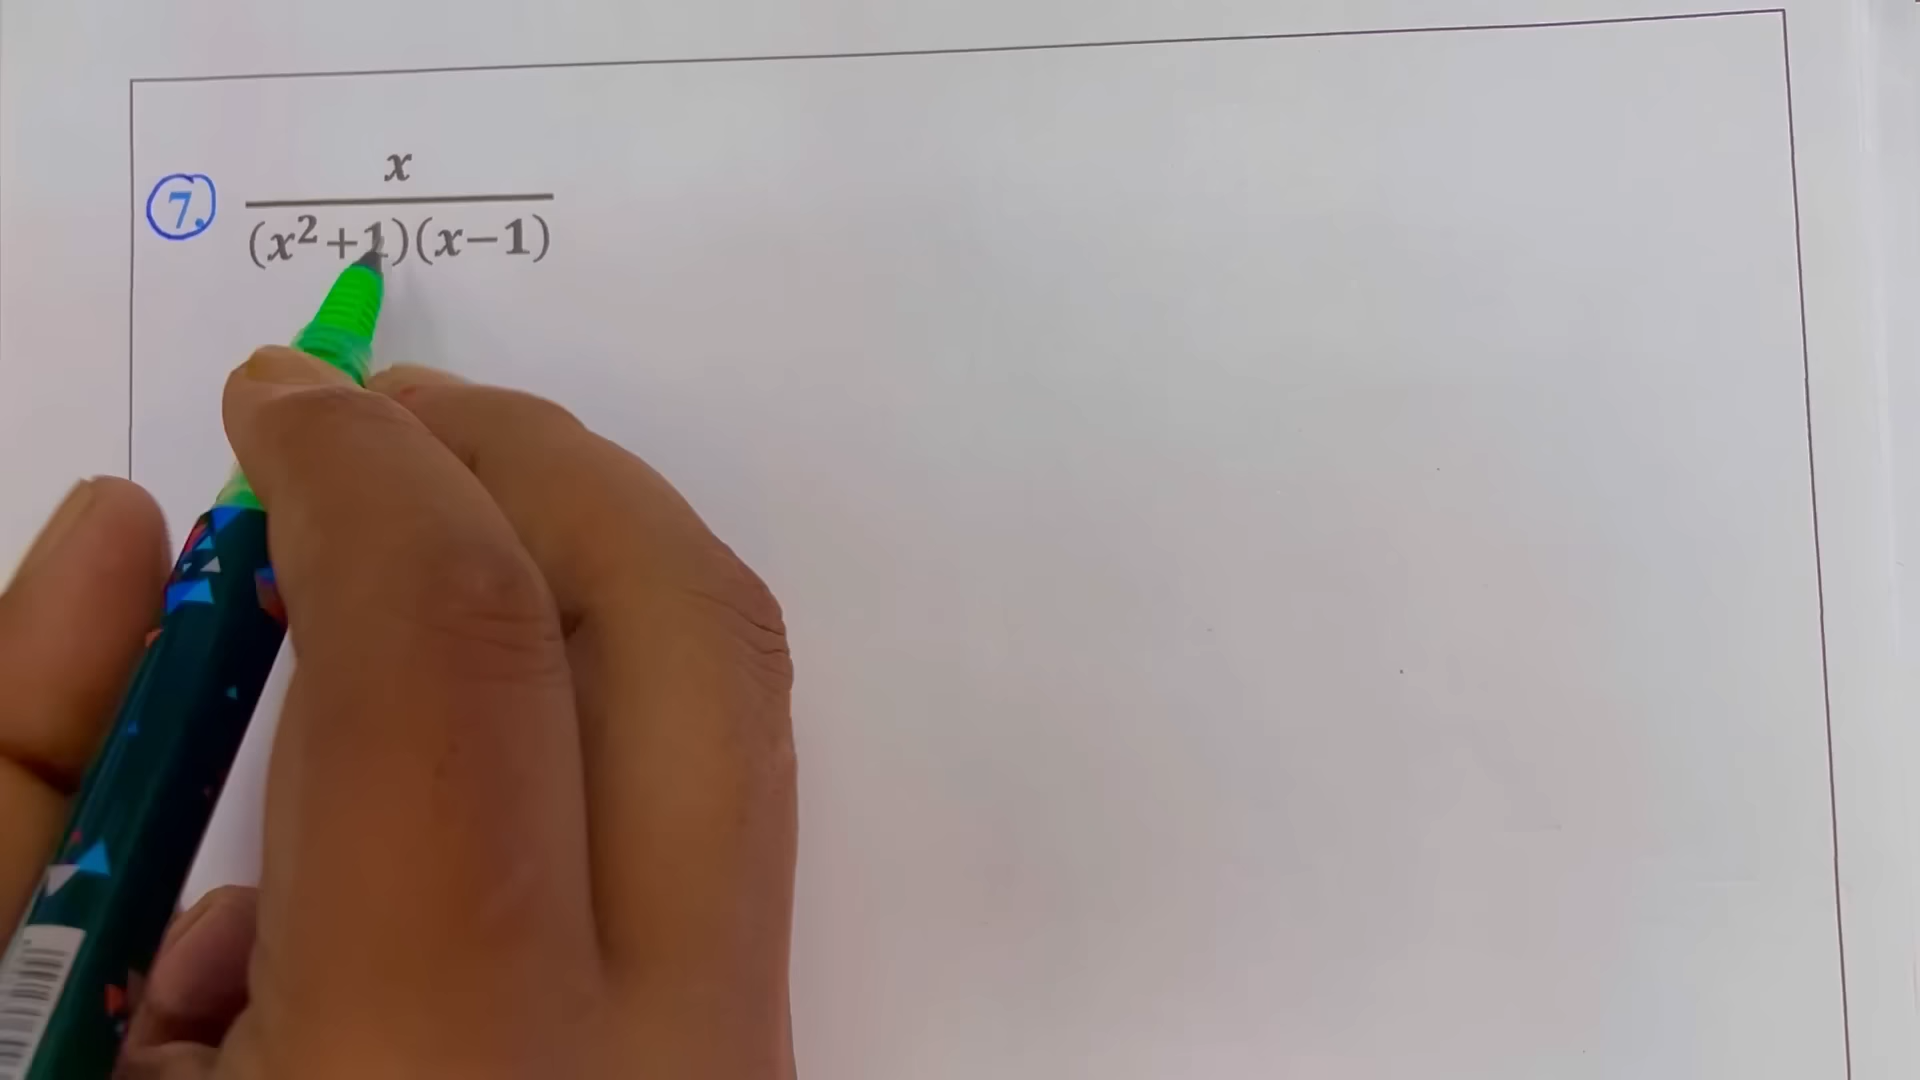 7. x
(x²+1)(x−1)